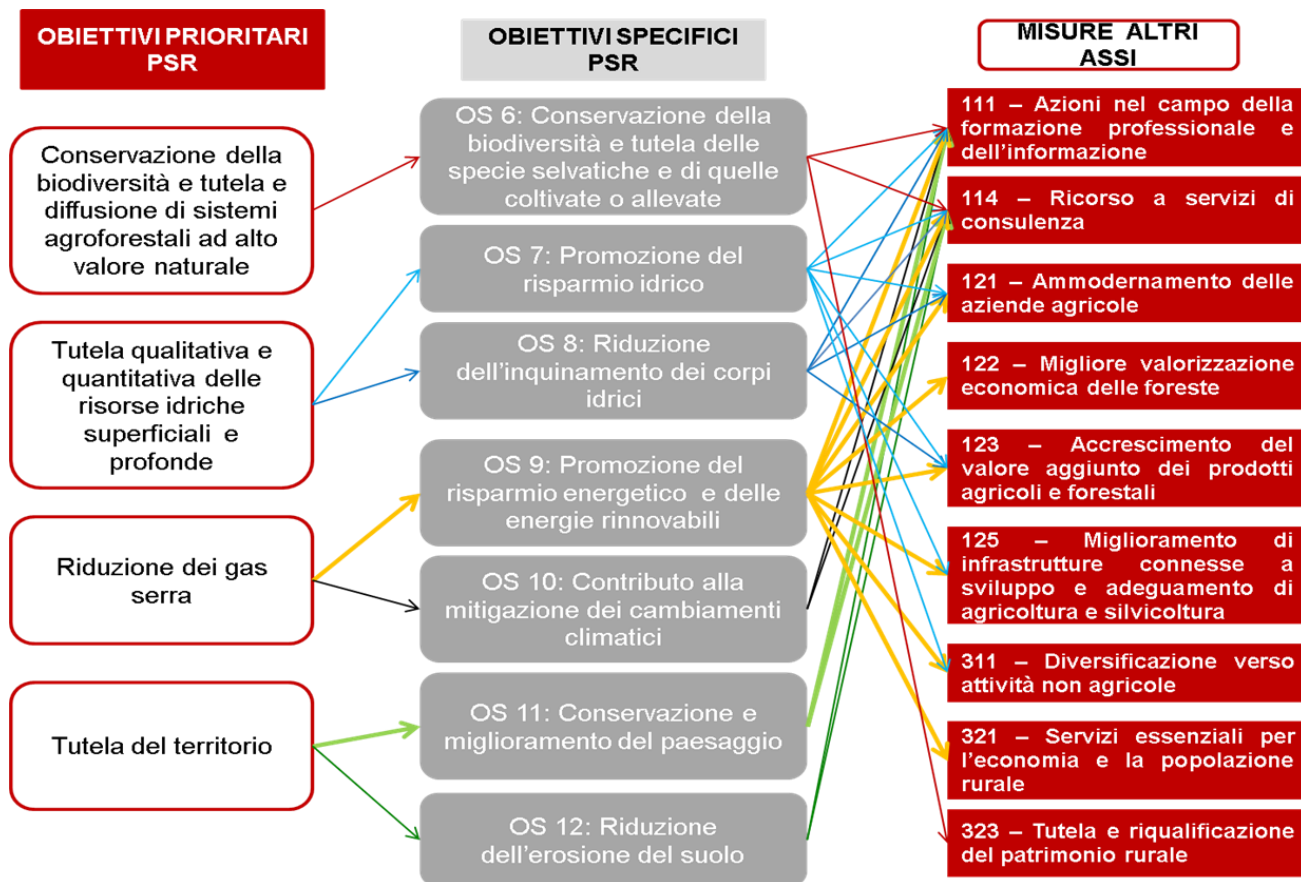 OBIETTIVI PRIORITARI
PSR
Conservazione della
biodiversità e tutela e
diffusione di sistemi
agroforestali ad alto
valore naturale
Tutela qualitativa e
quantitativa delle
risorse idriche
superficiali e
profonde
Riduzione dei gas
serra
Tutela del territorio
OBIETTIVI SPECIFICI
PSR
OS 6: Conservazione della
biodiversità e tutela delle
specie selvatiche e di quelle
coltivate o allevate
OS 7: Promozione del
risparmio idrico
OS 8: Riduzione
dell'inquinamento dei corpi
idrici
OS 9: Promozione del
risparmio energetico e delle
energie rinnovabili
OS 10: Contributo alla
mitigazione dei cambiamenti
climatici
OS 11: Conservazione e
miglioramento del paesaggio
OS 12: Riduzione
dell'erosione del suolo
MISURE ALTRI
ASSI
111 – Azioni nel campo della
formazione professionale e
dell'informazione
114 – Ricorso a servizi di
consulenza
121 – Ammodernamento delle
aziende agricole
122 – Migliore valorizzazione
economica delle foreste
123 – Accrescimento del
valore aggiunto dei prodotti
agricoli e forestali
125 – Miglioramento di
infrastrutture connesse a
sviluppo e adeguamento di
agricoltura e silvicoltura
311 – Diversificazione verso
attività non agricole
321 – Servizi essenziali per
l'economia e la popolazione
rurale
323 – Tutela e riqualificazione
del patrimonio rurale